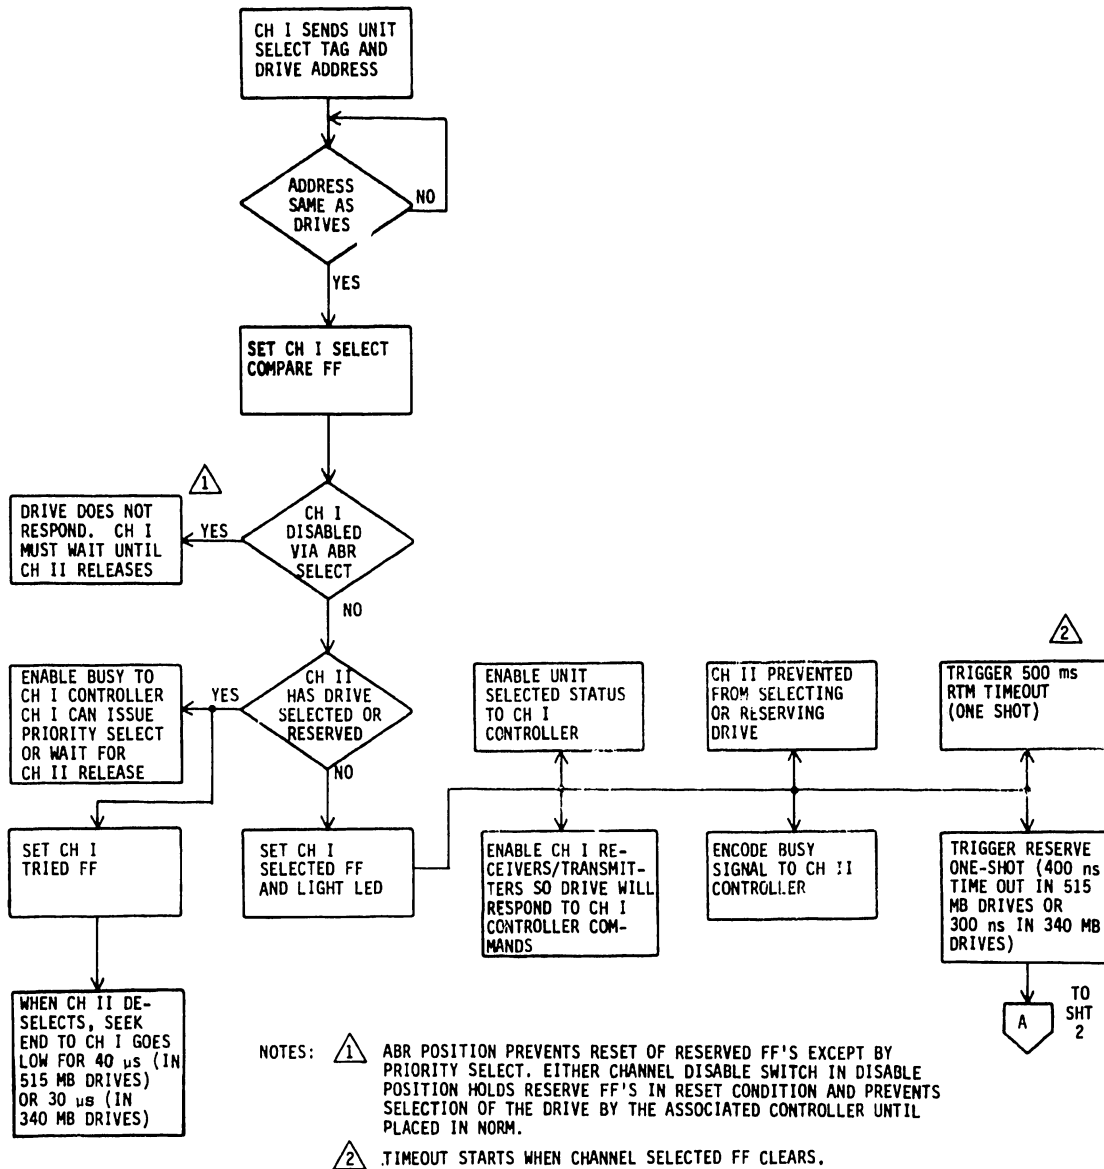 CH I SENDS UNIT
SELECT TAG AND
DRIVE ADDRESS
ADDRESS
SAME AS
DRIVES
NO
YES
SET CH I SELECT
COMPARE FF
1
DRIVE DOES NOT
RESPOND. CH I
MUST WAIT UNTIL
CH II RELEASES
YES
CH I
DISABLED
VIA ABR
SELECT
NO
2
ENABLE BUSY TO
CH I CONTROLLER
CH I CAN ISSUE
PRIORITY SELECT
OR WAIT FOR
CH II RELEASE
YES
CH II
HAS DRIVE
SELECTED OR
RESERVED
NO
ENABLE UNIT
SELECTED STATUS
TO CH I
CONTROLLER
CH II PREVENTED
FROM SELECTING
OR RESERVING
DRIVE
TRIGGER 500 ms
RTM TIMEOUT
(ONE SHOT)
SET CH I
TRIED FF
SET CH I
SELECTED FF
AND LIGHT LED
ENABLE CH I RE-
CEIVERS/TRANSMIT-
TERS SO DRIVE WILL
RESPOND TO CH I
CONTROLLER COM-
MANDS
ENCODE BUSY
SIGNAL TO CH II
CONTROLLER
TRIGGER RESERVE
ONE-SHOT (400 ns
TIME OUT IN 515
MB DRIVES OR
300 ns IN 340 MB
DRIVES)
WHEN CH II DE-
SELECTS, SEEK
END TO CH I GOES
LOW FOR 40 µs (IN
515 MB DRIVES)
OR 30 µs (IN
340 MB DRIVES)
A
TO
SHT
2
NOTES: 1 ABR POSITION PREVENTS RESET OF RESERVED FF'S EXCEPT BY
PRIORITY SELECT. EITHER CHANNEL DISABLE SWITCH IN DISABLE
POSITION HOLDS RESERVE FF'S IN RESET CONDITION AND PREVENTS
SELECTION OF THE DRIVE BY THE ASSOCIATED CONTROLLER UNTIL
PLACED IN NORM.
2 TIMEOUT STARTS WHEN CHANNEL SELECTED FF CLEARS.